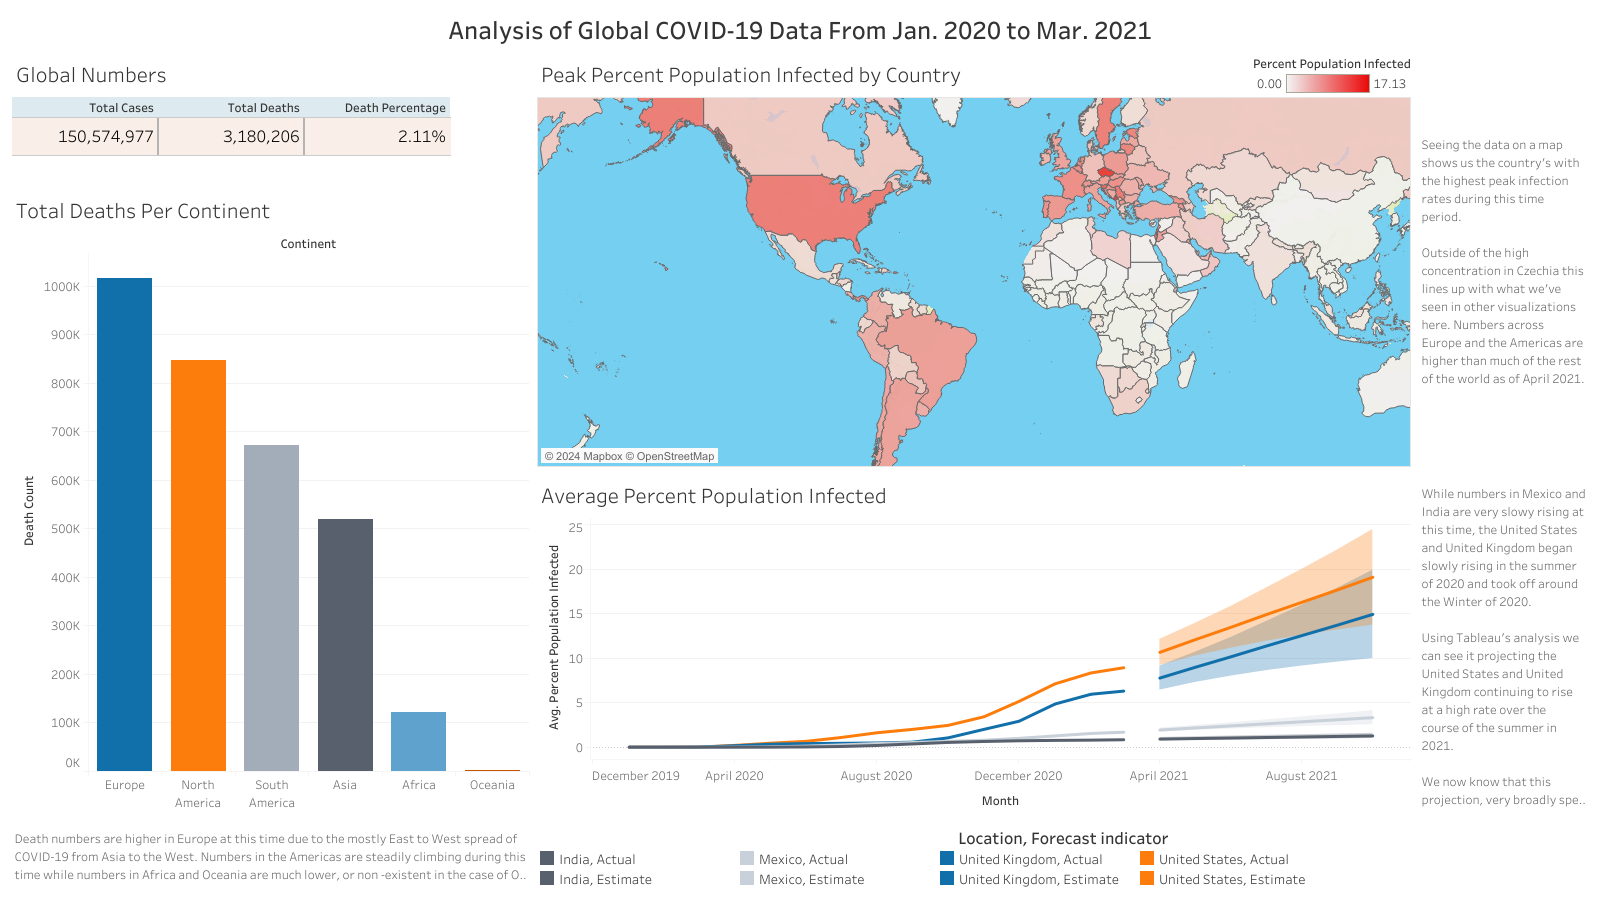 Analysis of Global COVID-19 Data From Jan. 2020 to Mar. 2021
Global Numbers
Total Cases Total Deaths Death Percentage
150,574,977 3,180,206 2.11%
Total Deaths Per Continent
Continent
Death Count
1000K
900K
800K
700K
600K
500K
400K
300K
200K
100K
0K
Europe North America South America Asia Africa Oceania
Death numbers are higher in Europe at this time due to the mostly East to West spread of
COVID-19 from Asia to the West. Numbers in the Americas are steadily climbing during this
time while numbers in Africa and Oceania are much lower, or non -existent in the case of O..
Peak Percent Population Infected by Country
Percent Population Infected
0.00 17.13
© 2024 Mapbox © OpenStreetMap
Seeing the data on a map
shows us the country's with
the highest peak infection
rates during this time
period.
Outside of the high
concentration in Czechia this
lines up with what we've
seen in other visualizations
here. Numbers across
Europe and the Americas are
higher than much of the rest
of the world as of April 2021.
Average Percent Population Infected
Avg. Percent Population Infected
25
20
15
10
5
0
December 2019 April 2020 August 2020 December 2020 April 2021 August 2021
Month
While numbers in Mexico and
India are very slowy rising at
this time, the United States
and United Kingdom began
slowly rising in the summer
of 2020 and took off around
the Winter of 2020.
Using Tableau's analysis we
can see it projecting the
United States and United
Kingdom continuing to rise
at a high rate over the
course of the summer in
2021.
We now know that this
projection, very broadly spe..
Location, Forecast indicator
India, Actual Mexico, Actual United Kingdom, Actual United States, Actual
India, Estimate Mexico, Estimate United Kingdom, Estimate United States, Estimate